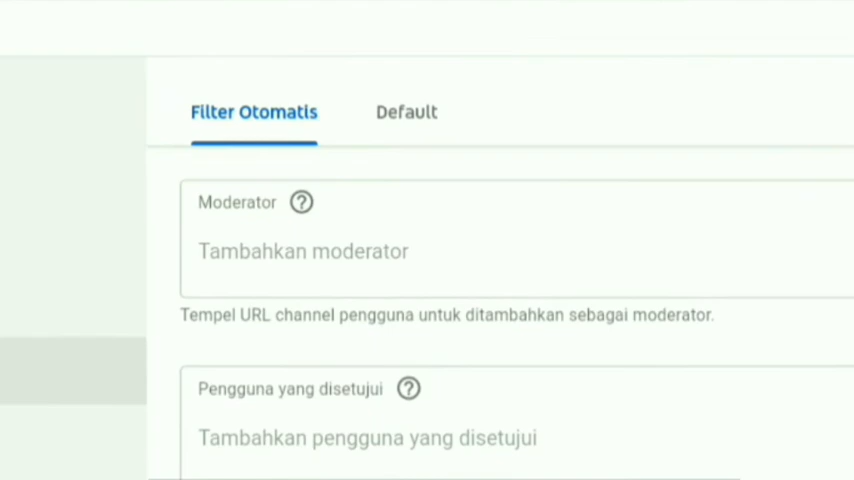 Filter Otomatis Default
Moderator
Tambahkan moderator
Tempel URL channel pengguna untuk ditambahkan sebagai moderator.
Pengguna yang disetujui
Tambahkan pengguna yang disetujui